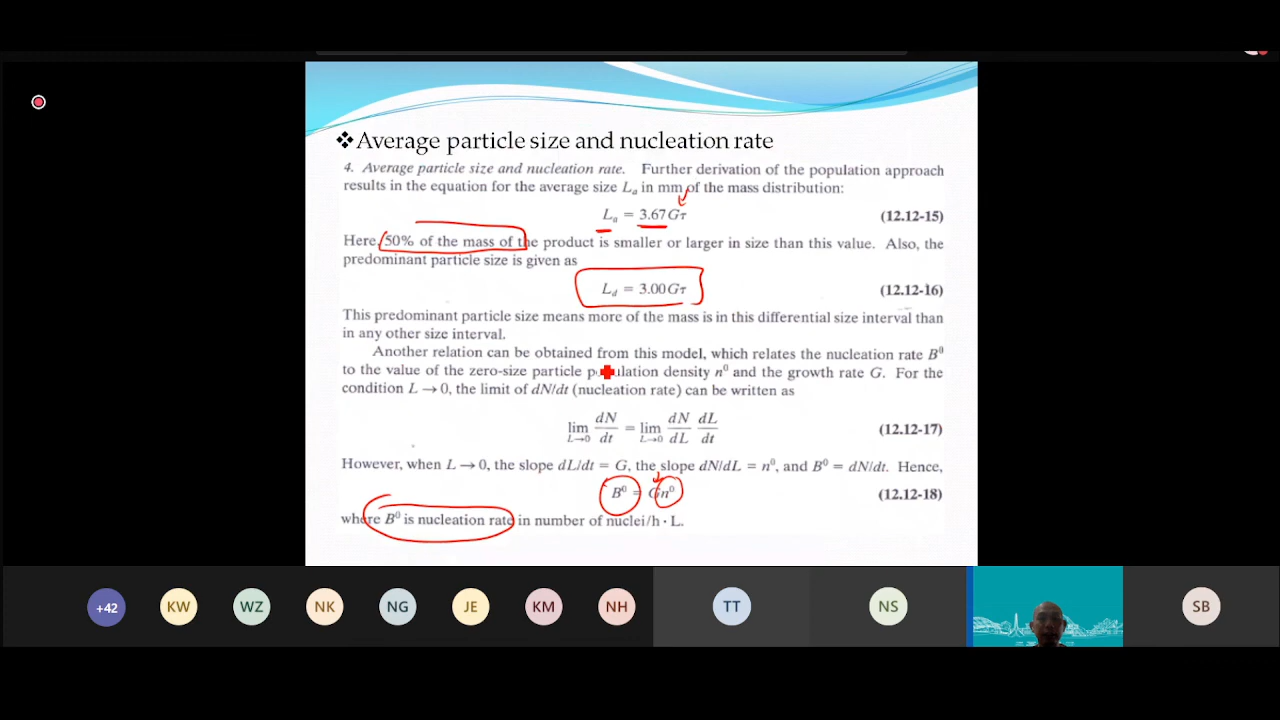 ❖Average particle size and nucleation rate
4. Average particle size and nucleation rate. Further derivation of the population approach
results in the equation for the average size Lₐ in mm of the mass distribution:
Lₐ = 3.67Gτ (12.12-15)
Here, 50% of the mass of the product is smaller or larger in size than this value. Also, the
predominant particle size is given as
L_d = 3.00Gτ (12.12-16)
This predominant particle size means more of the mass is in this differential size interval than
in any other size interval.
Another relation can be obtained from this model, which relates the nucleation rate B⁰
to the value of the zero-size particle population density n⁰ and the growth rate G. For the
condition L → 0, the limit of dN/dt (nucleation rate) can be written as
lim L→0 dN/dt = lim L→0 dN/dL dL/dt (12.12-17)
However, when L → 0, the slope dL/dt = G, the slope dN/dL = n⁰, and B⁰ = dN/dt. Hence,
B⁰ = Gn⁰ (12.12-18)
where B⁰ is nucleation rate in number of nuclei/h · L.
+42 KW WZ NK NG JE KM NH TT NS SB